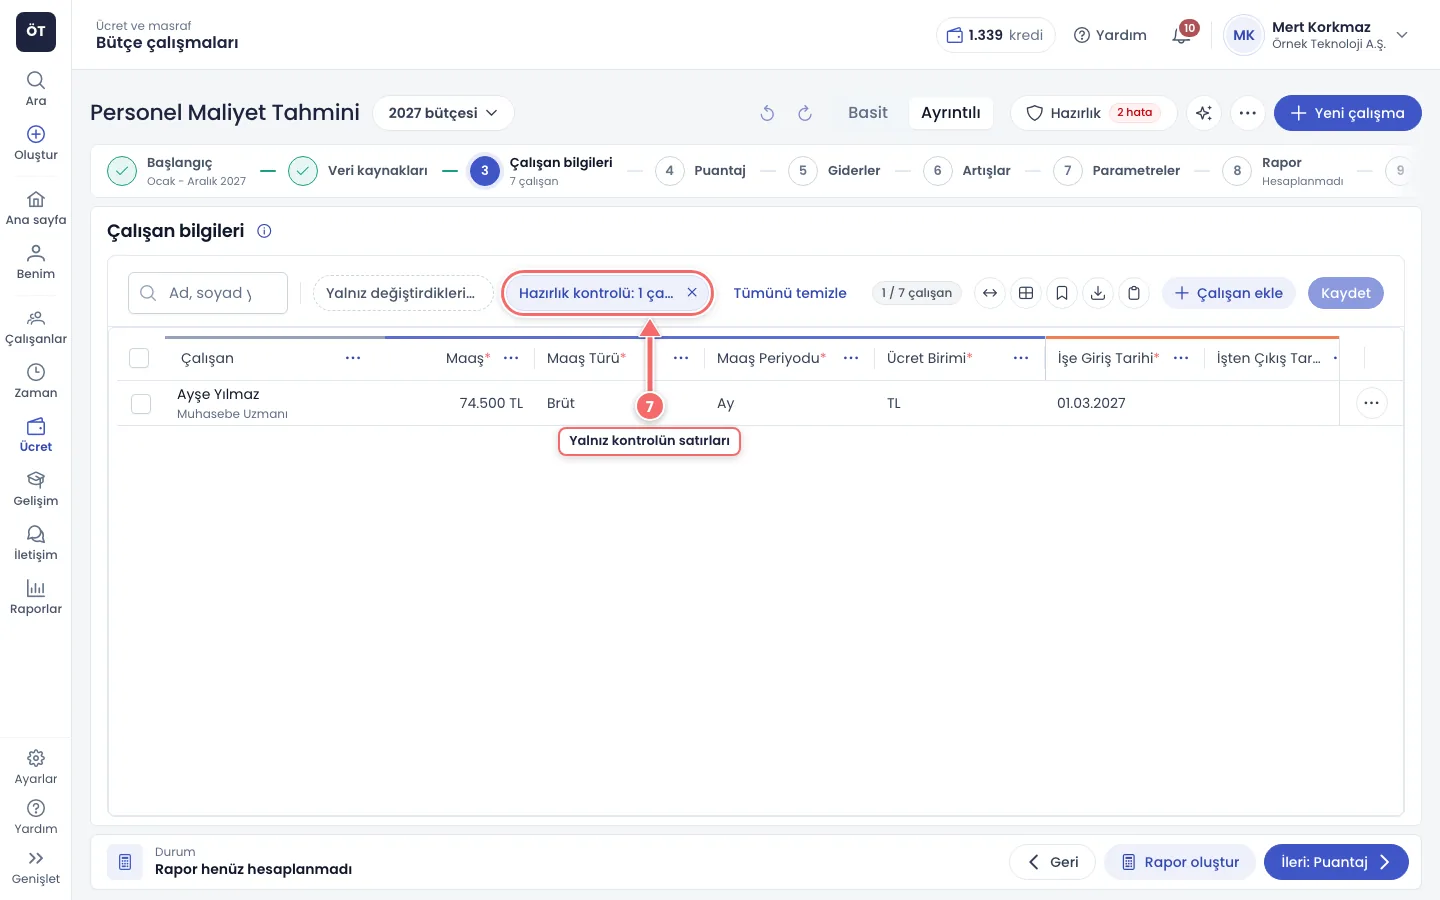 ÖT
Ara
Oluştur
Ana sayfa
Benim
Çalışanlar
Zaman
Ücret
Gelişim
İletişim
Raporlar
Ayarlar
Yardım
Genişlet
Ücret ve masraf
Bütçe çalışmaları
1.339 kredi
Yardım
10
MK
Mert Korkmaz
Örnek Teknoloji A.Ş.
Personel Maliyet Tahmini
2027 bütçesi
Basit
Ayrıntılı
Hazırlık
2 hata
Yeni çalışma
Başlangıç
Ocak - Aralık 2027
Veri kaynakları
3
Çalışan bilgileri
7 çalışan
4
Puantaj
5
Giderler
6
Artışlar
7
Parametreler
8
Rapor
Hesaplanmadı
9
Çalışan bilgileri
Ad, soyad y
Yalnız değiştirdikleri...
Hazırlık kontrolü: 1 ça...
Tümünü temizle
1 / 7 çalışan
Çalışan ekle
Kaydet
Çalışan
Maaş*
Maaş Türü*
Maaş Periyodu*
Ücret Birimi*
İşe Giriş Tarihi*
İşten Çıkış Tar...
Ayşe Yılmaz
Muhasebe Uzmanı
74.500 TL
Brüt
7
Ay
TL
01.03.2027
Yalnız kontrolün satırları
Durum
Rapor henüz hesaplanmadı
Geri
Rapor oluştur
İleri: Puantaj